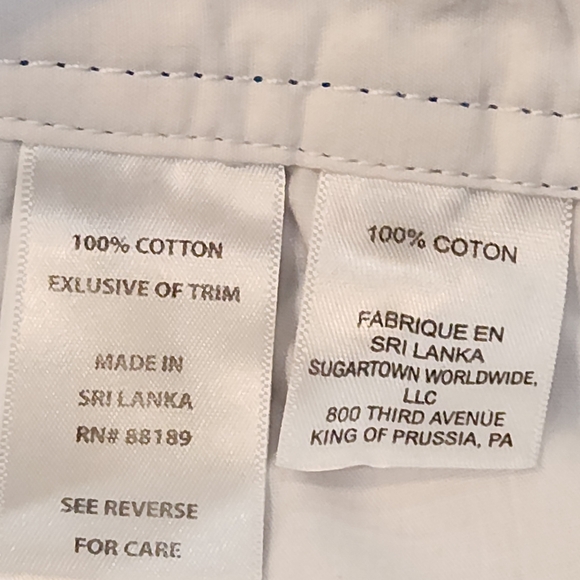 100% COTTON
EXLUSIVE OF TRIM
MADE IN
SRI LANKA
RN# 88189
SEE REVERSE
FOR CARE
100% COTON
FABRIQUE EN
SRI LANKA
SUGARTOWN WORLDWIDE,
LLC
800 THIRD AVENUE
KING OF PRUSSIA, PA